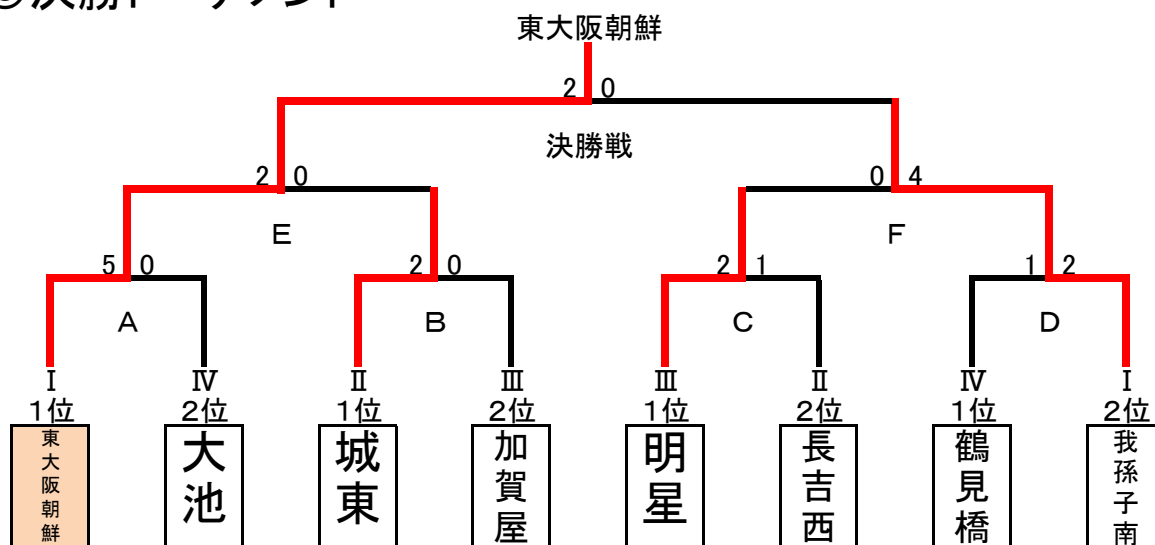 東大阪朝鮮
2 0
決勝戦
2 0
0 4
E
F
5 0
2 0
2 1
1 2
A
B
C
D
Ⅰ
Ⅳ
Ⅱ
Ⅲ
Ⅲ
Ⅱ
Ⅳ
Ⅰ
1位
2位
1位
2位
1位
2位
1位
2位
東大阪朝鮮
大池
城東
加賀屋
明星
長吉西
鶴見橋
我孫子南